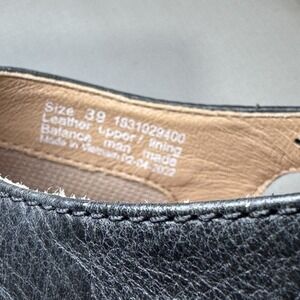 Size 39 1631029400
Leather upper/lining
Balance man made
Made in Vietnam 02-04-2022